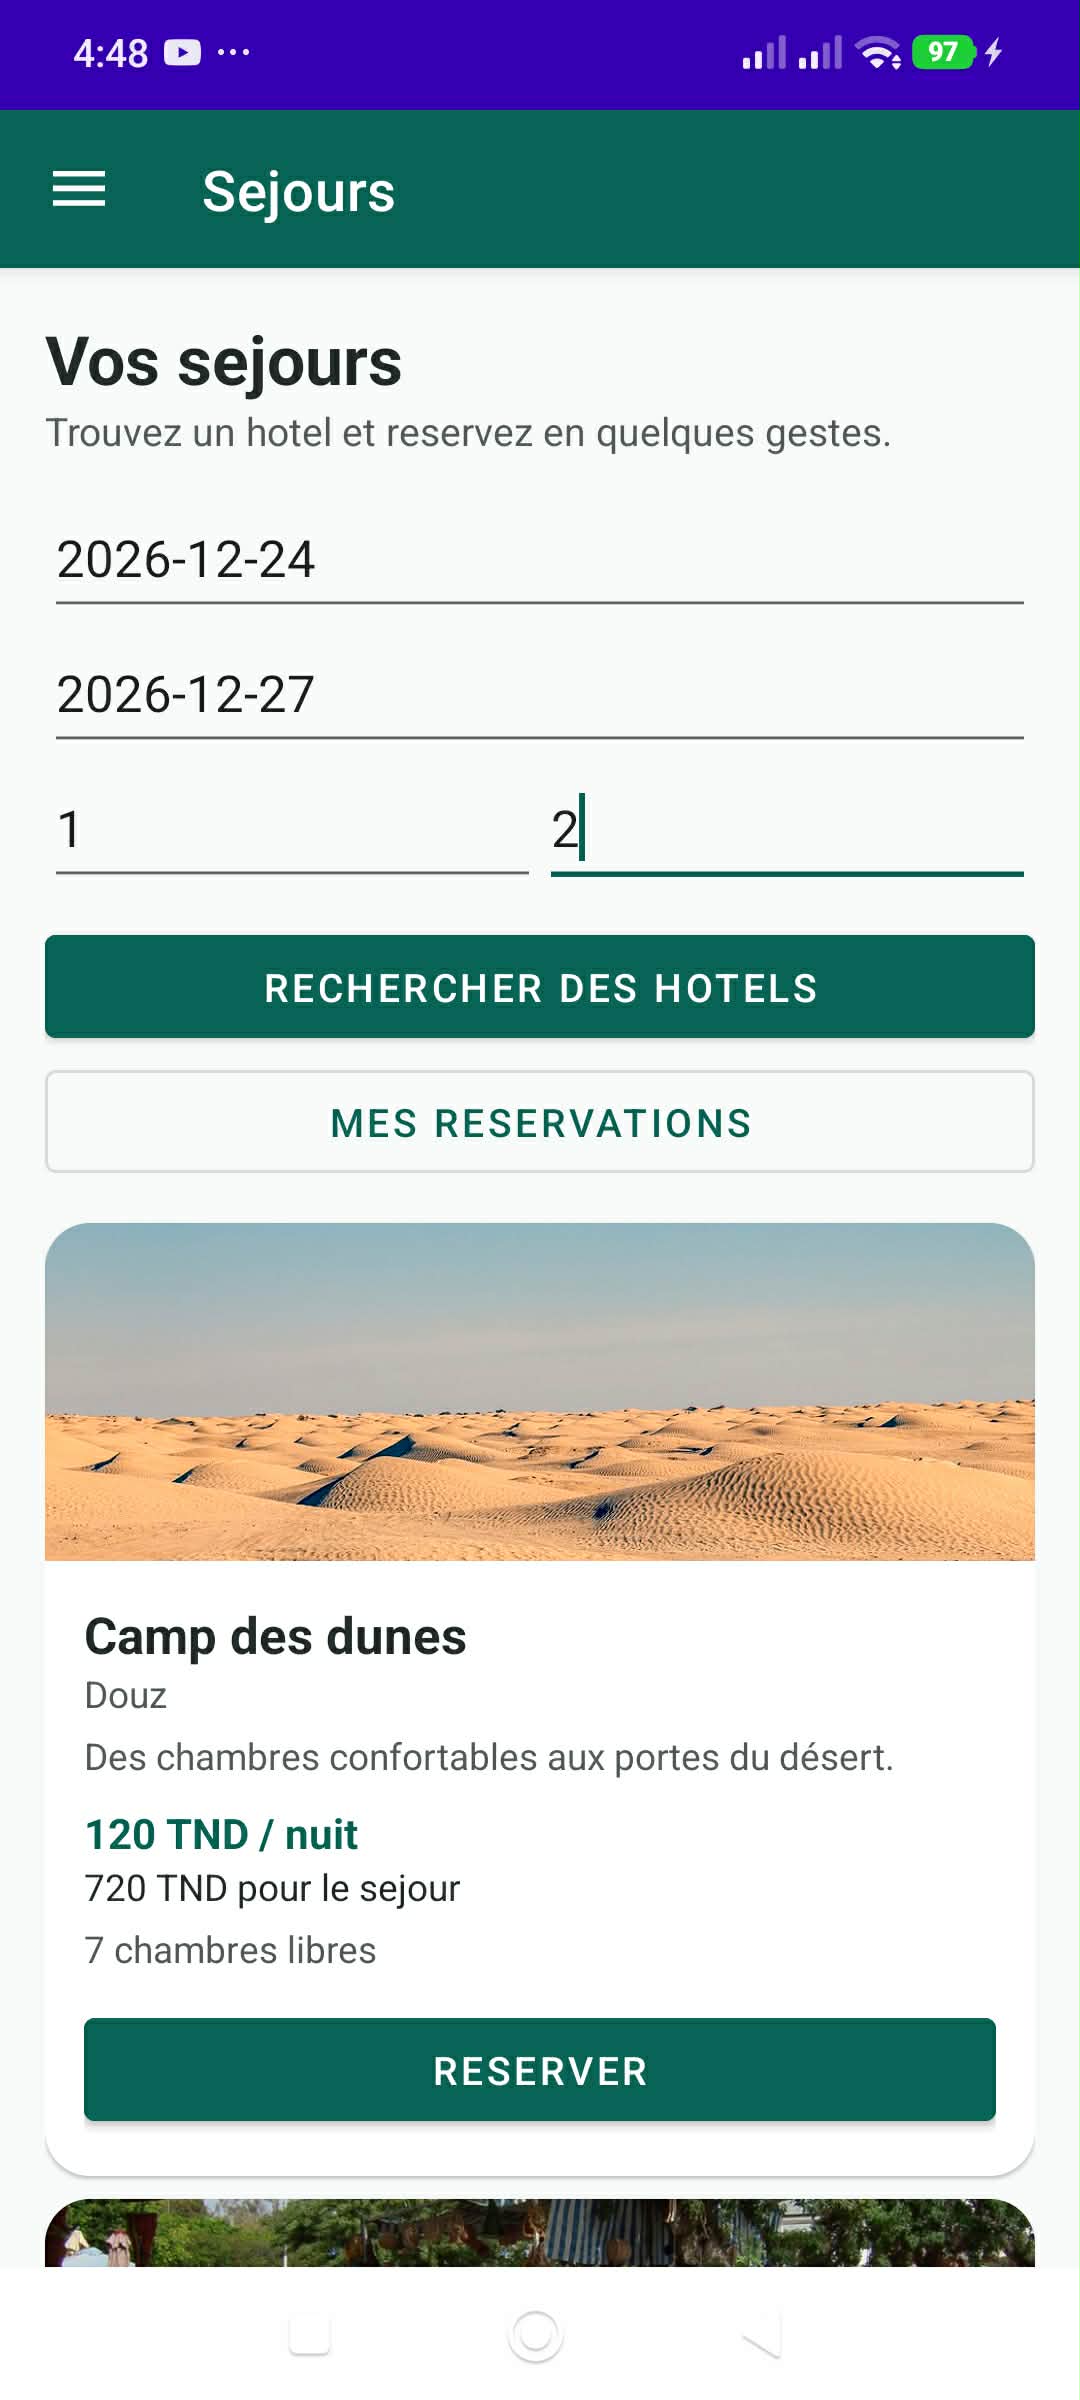 4:48
97
Sejours
Vos sejours
Trouvez un hotel et reservez en quelques gestes.
2026-12-24
2026-12-27
1 2
RECHERCHER DES HOTELS
MES RESERVATIONS
Camp des dunes
Douz
Des chambres confortables aux portes du désert.
120 TND / nuit
720 TND pour le sejour
7 chambres libres
RESERVER